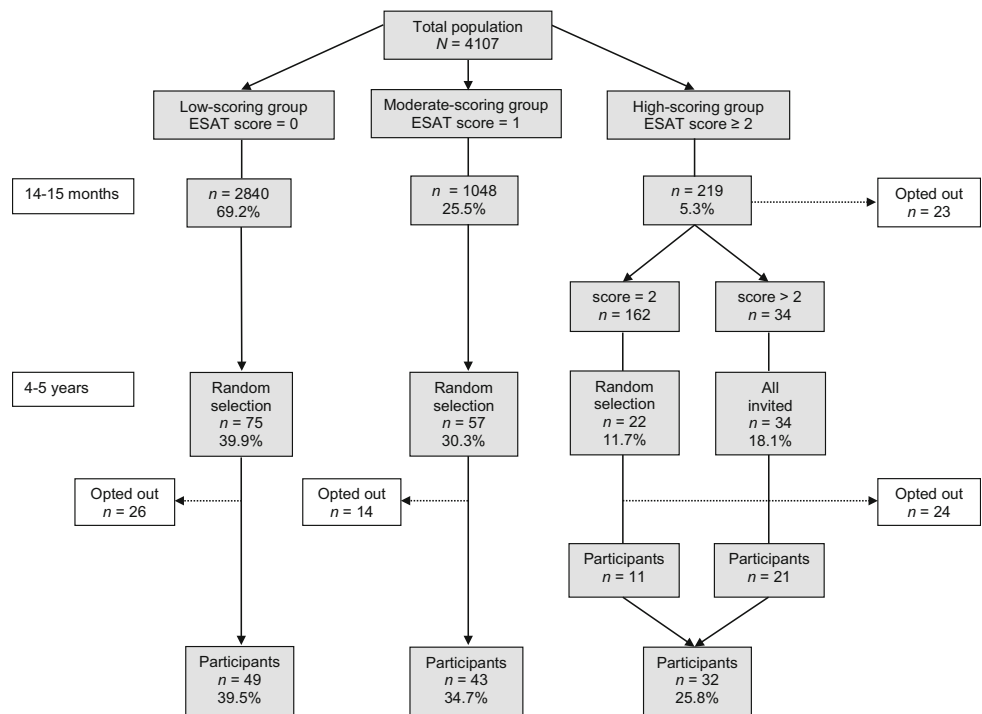 Total population
N = 4107
Low-scoring group
ESAT score = 0
Moderate-scoring group
ESAT score = 1
High-scoring group
ESAT score ≥ 2
14-15 months
n = 2840
69.2%
n = 1048
25.5%
n = 219
5.3%
Opted out
n = 23
score = 2
n = 162
score > 2
n = 34
4-5 years
Random
selection
n = 75
39.9%
Random
selection
n = 57
30.3%
Random
selection
n = 22
11.7%
All
invited
n = 34
18.1%
Opted out
n = 26
Opted out
n = 14
Opted out
n = 24
Participants
n = 11
Participants
n = 21
Participants
n = 49
39.5%
Participants
n = 43
34.7%
Participants
n = 32
25.8%